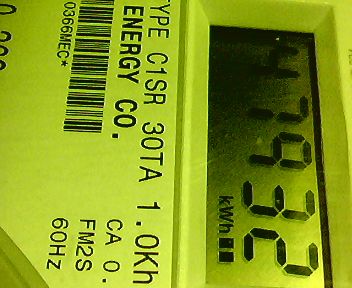 47932
kWh
TYPE C1SR 30TA 1.0Kh
ENERGY CO.
CA 0.
FM2S
60HZ
0366MEC*